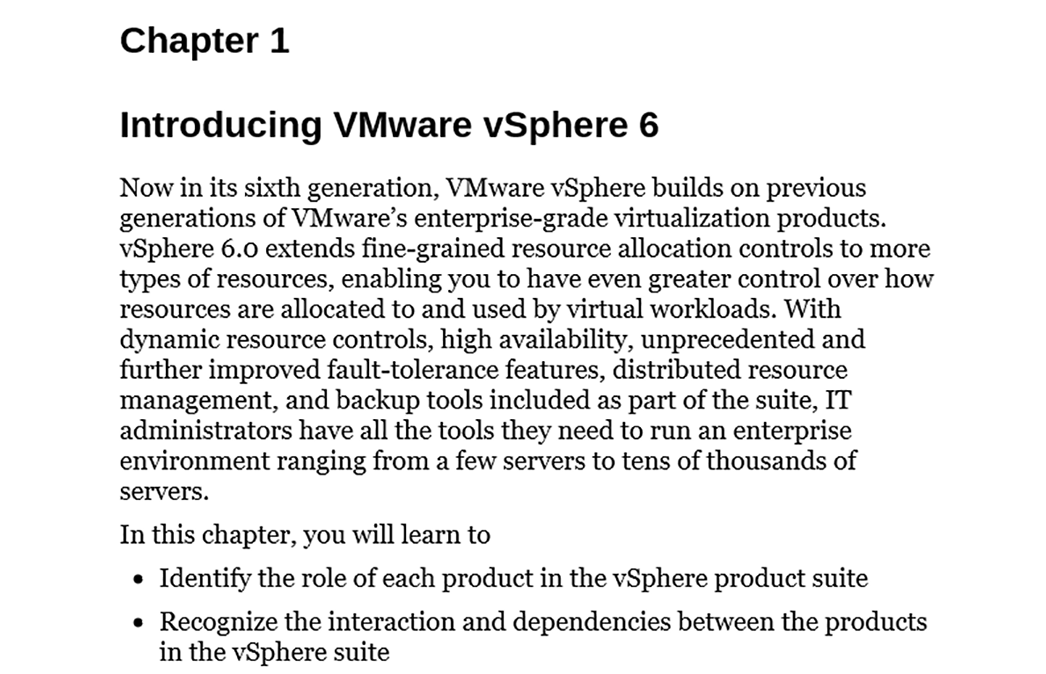 Chapter 1
Introducing VMware vSphere 6
Now in its sixth generation, VMware vSphere builds on previous
generations of VMware’s enterprise-grade virtualization products.
vSphere 6.0 extends fine-grained resource allocation controls to more
types of resources, enabling you to have even greater control over how
resources are allocated to and used by virtual workloads. With
dynamic resource controls, high availability, unprecedented and
further improved fault-tolerance features, distributed resource
management, and backup tools included as part of the suite, IT
administrators have all the tools they need to run an enterprise
environment ranging from a few servers to tens of thousands of
servers.
In this chapter, you will learn to
• Identify the role of each product in the vSphere product suite
• Recognize the interaction and dependencies between the products
in the vSphere suite